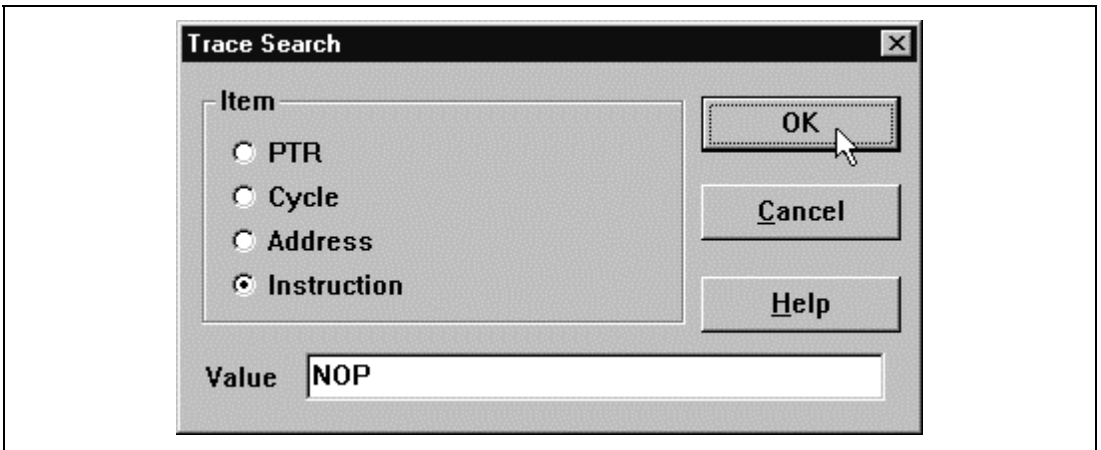 Trace Search
Item
PTR
Cycle
Address
Instruction
OK
Cancel
Help
Value NOP